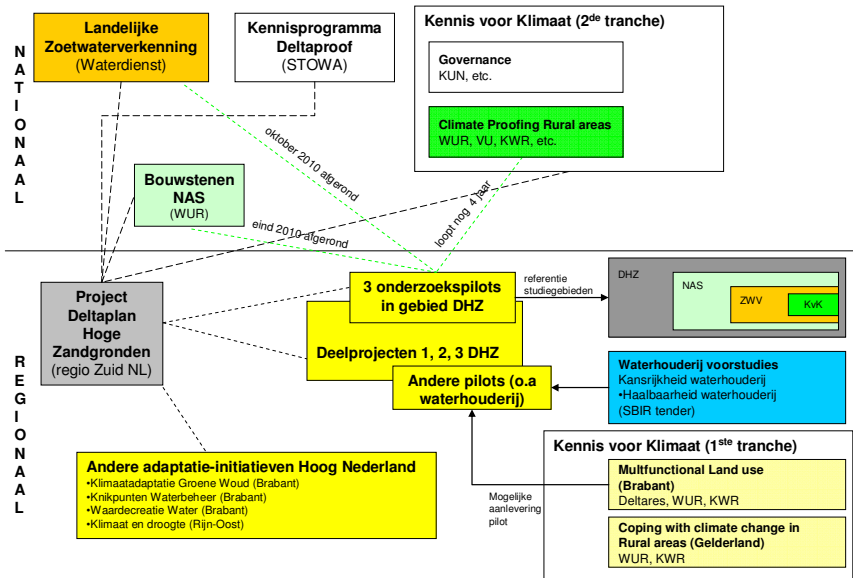 NATIONAAL
Landelijke
Zoetwaterverkenning
(Waterdienst)
Kennisprogramma
Deltaproof
(STOWA)
Kennis voor Klimaat (2de tranche)
Governance
KUN, etc.
Climate Proofing Rural areas
WUR, VU, KWR, etc.
Bouwstenen
NAS
(WUR)
oktober 2010 afgerond
eind 2010 afgerond
loopt nog 4 jaar
REGIONAAL
Project
Deltaplan
Hoge
Zandgronden
(regio Zuid NL)
3 onderzoekspilots
in gebied DHZ
Deelprojecten 1, 2, 3 DHZ
Andere pilots (o.a
waterhouderij)
referentie
studiegebieden
DHZ
NAS
ZWV
KvK
Waterhouderij voorstudies
Kansrijkheid waterhouderij
•Haalbaarheid waterhouderij
(SBIR tender)
Andere adaptatie-initiatieven Hoog Nederland
•Klimaatadaptatie Groene Woud (Brabant)
•Knikpunten Waterbeheer (Brabant)
•Waardecreatie Water (Brabant)
•Klimaat en droogte (Rijn-Oost)
Mogelijke
aanlevering
pilot
Kennis voor Klimaat (1ste tranche)
Multfunctional Land use
(Brabant)
Deltares, WUR, KWR
Coping with climate change in
Rural areas (Gelderland)
WUR, KWR